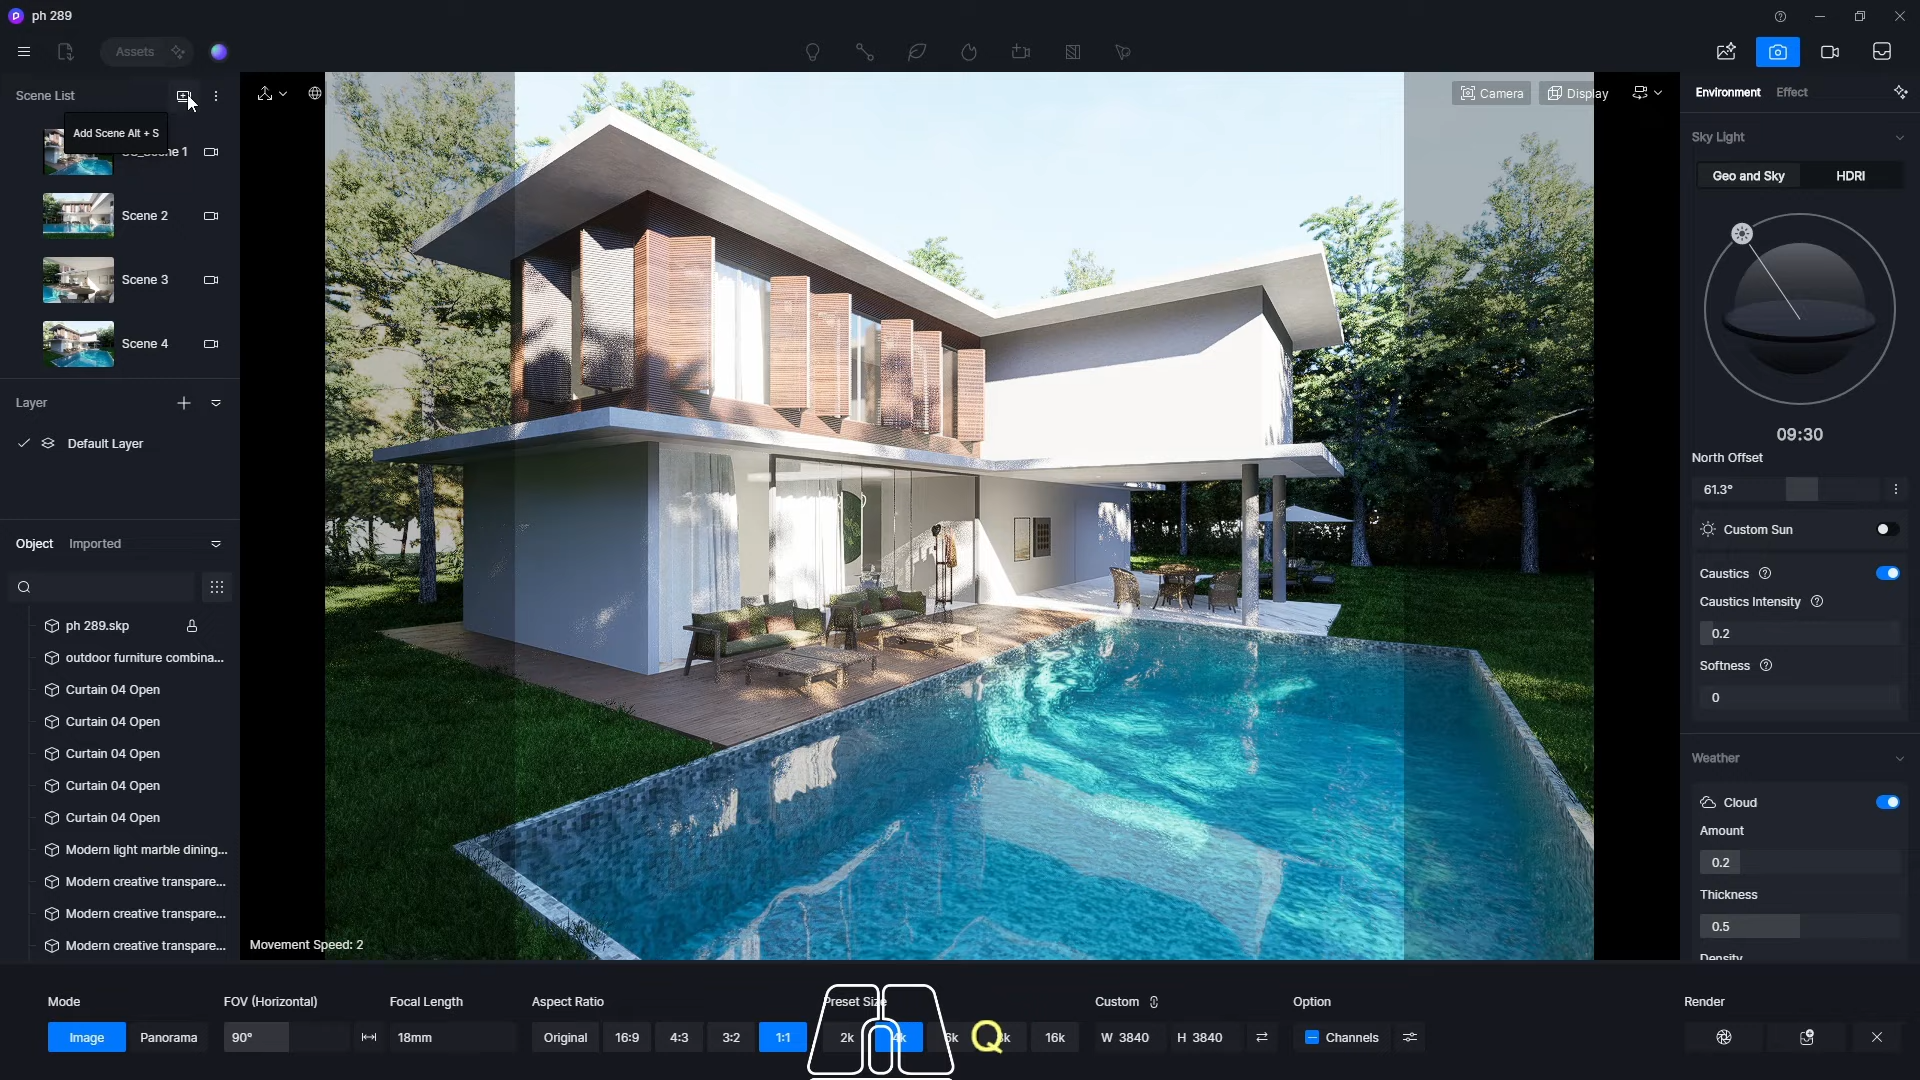 ph 289
Assets
Scene List
Add Scene Alt + S
Scene 2
Scene 3
Scene 4
Layer
Default Layer
Object Imported
ph 289.skp
outdoor furniture combina...
Curtain 04 Open
Curtain 04 Open
Curtain 04 Open
Curtain 04 Open
Curtain 04 Open
Modern light marble dining...
Modern creative transpare...
Modern creative transpare...
Modern creative transpare...
Camera Display
Movement Speed: 2
Environment Effect
Sky Light
Geo and Sky HDRI
09:30
North Offset
61.3°
Custom Sun
Caustics
Caustics Intensity
0.2
Softness
0
Weather
Cloud
Amount
0.2
Thickness
0.5
Density
Mode FOV (Horizontal) Focal Length Aspect Ratio Preset Size Custom Option Render
Image Panorama 90° 18mm Original 16:9 4:3 3:2 1:1 2k 4k Q 16k W 3840 H 3840 Channels